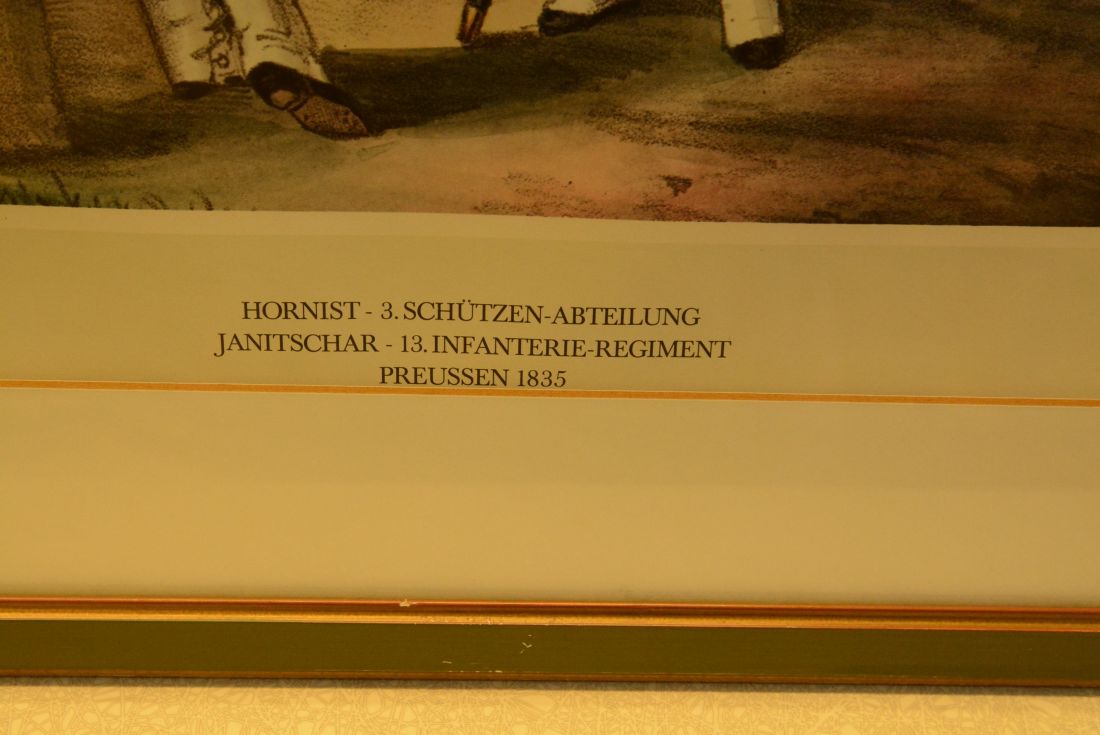 HORNIST - 3. SCHÜTZEN-ABTEILUNG
JANITSCHAR - 13. INFANTERIE-REGIMENT
PREUSSEN 1835